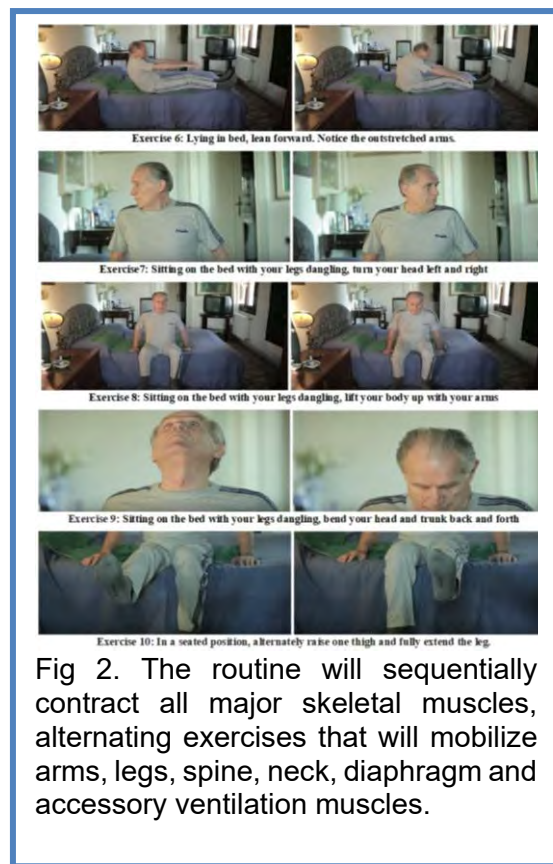 Exercise 6: Lying in bed, lean forward. Notice the outstretched arms.
Exercise7: Sitting on the bed with your legs dangling, turn your head left and right
Exercise 8: Sitting on the bed with your legs dangling, lift your body up with your arms
Exercise 9: Sitting on the bed with your legs dangling, bend your head and trunk back and forth
Exercise 10: In a seated position, alternately raise one thigh and fully extend the leg.
Fig 2. The routine will sequentially
contract all major skeletal muscles,
alternating exercises that will mobilize
arms, legs, spine, neck, diaphragm and
accessory ventilation muscles.